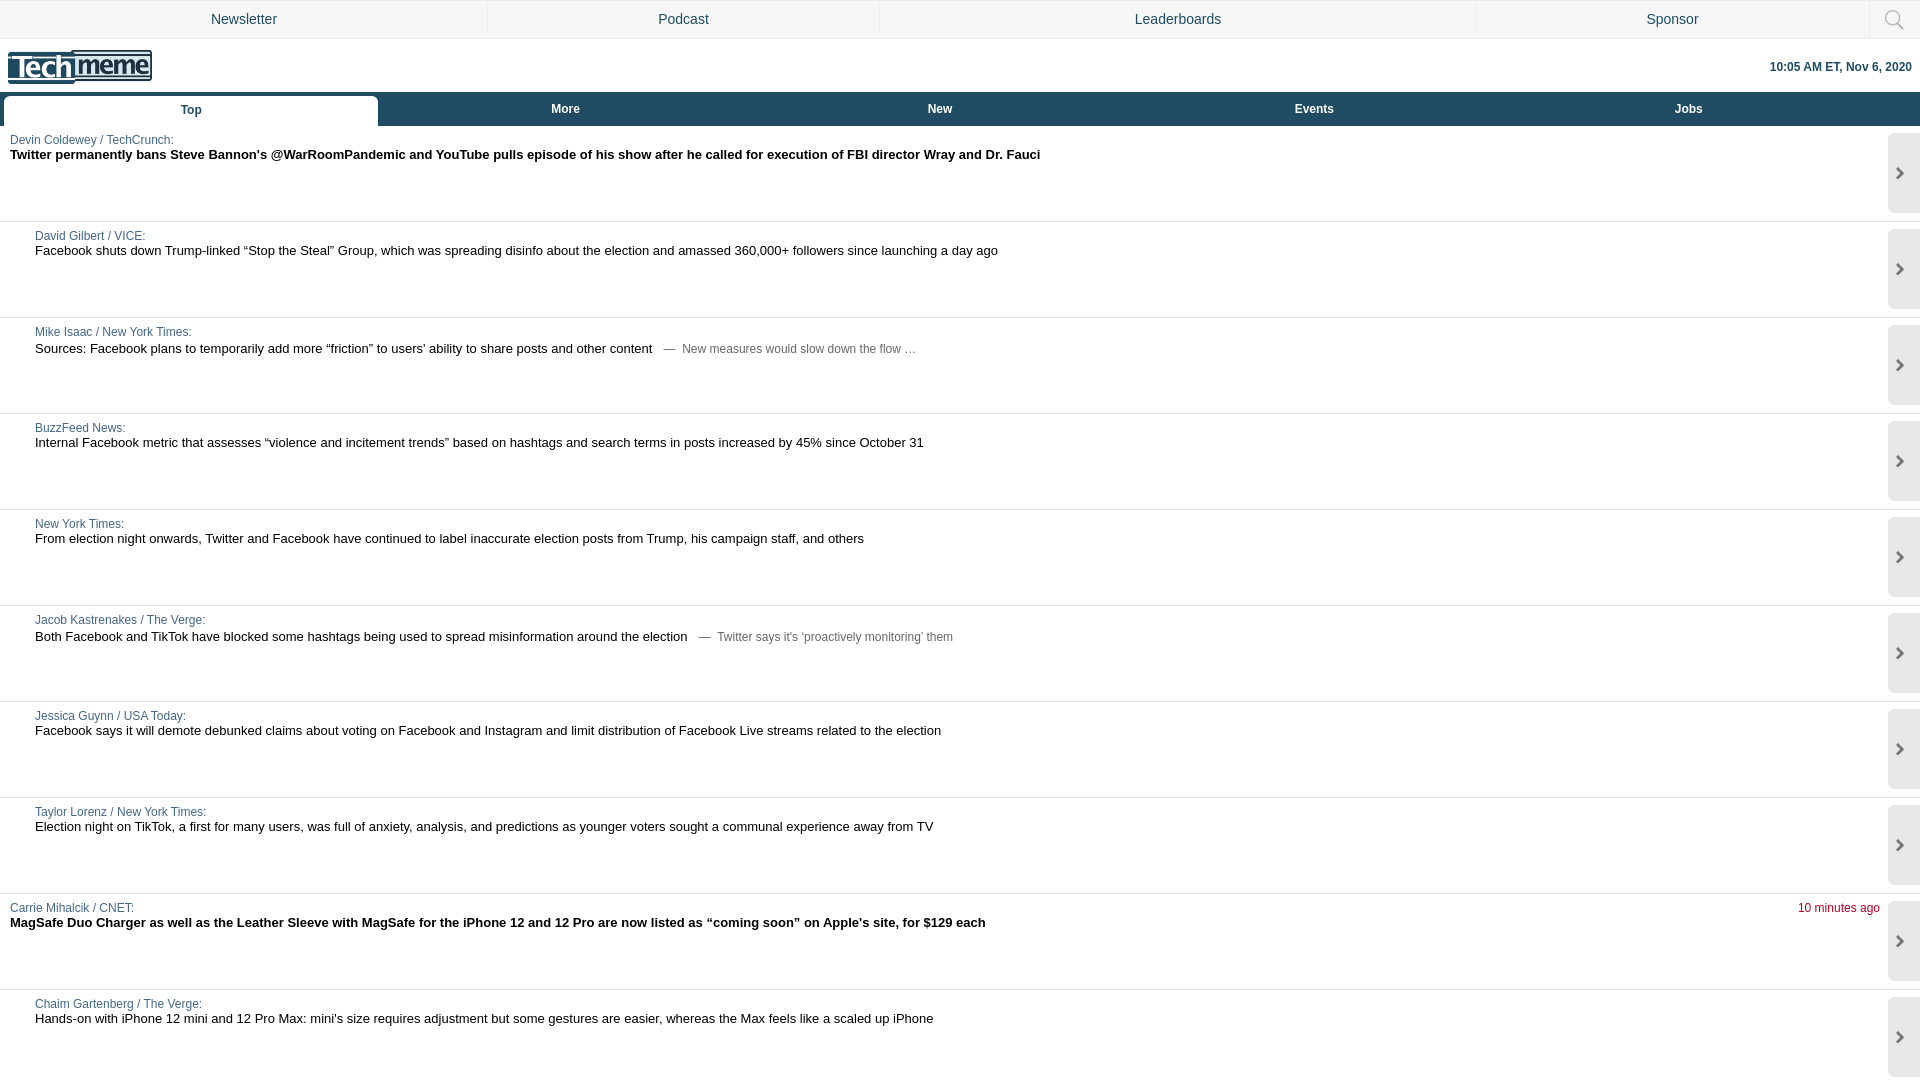 Newsletter
Podcast
Leaderboards
Sponsor
Techmeme
10:05 AM ET, Nov 6, 2020
Top
More
New
Events
Jobs
Devin Coldewey / TechCrunch:
Twitter permanently bans Steve Bannon's @WarRoomPandemic and YouTube pulls episode of his show after he called for execution of FBI director Wray and Dr. Fauci
David Gilbert / VICE:
Facebook shuts down Trump-linked “Stop the Steal” Group, which was spreading disinfo about the election and amassed 360,000+ followers since launching a day ago
Mike Isaac / New York Times:
Sources: Facebook plans to temporarily add more “friction” to users' ability to share posts and other content — New measures would slow down the flow …
BuzzFeed News:
Internal Facebook metric that assesses “violence and incitement trends” based on hashtags and search terms in posts increased by 45% since October 31
New York Times:
From election night onwards, Twitter and Facebook have continued to label inaccurate election posts from Trump, his campaign staff, and others
Jacob Kastrenakes / The Verge:
Both Facebook and TikTok have blocked some hashtags being used to spread misinformation around the election — Twitter says it's ‘proactively monitoring’ them
Jessica Guynn / USA Today:
Facebook says it will demote debunked claims about voting on Facebook and Instagram and limit distribution of Facebook Live streams related to the election
Taylor Lorenz / New York Times:
Election night on TikTok, a first for many users, was full of anxiety, analysis, and predictions as younger voters sought a communal experience away from TV
Carrie Mihalcik / CNET:
10 minutes ago
MagSafe Duo Charger as well as the Leather Sleeve with MagSafe for the iPhone 12 and 12 Pro are now listed as “coming soon” on Apple's site, for $129 each
Chaim Gartenberg / The Verge:
Hands-on with iPhone 12 mini and 12 Pro Max: mini's size requires adjustment but some gestures are easier, whereas the Max feels like a scaled up iPhone